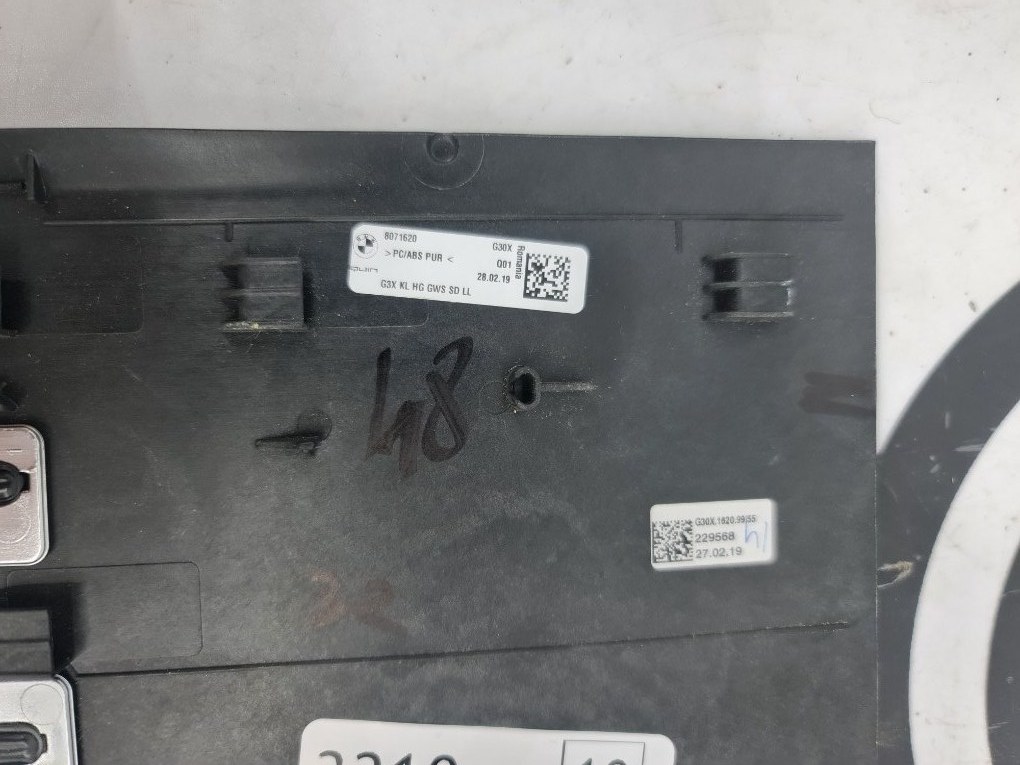 8071620 G30X
>PC/ABS PUR< Q01
28.02.19
G3X KL HG GWS SD LL
Romania
48
G30X.1620.99|55
229568
27.02.19